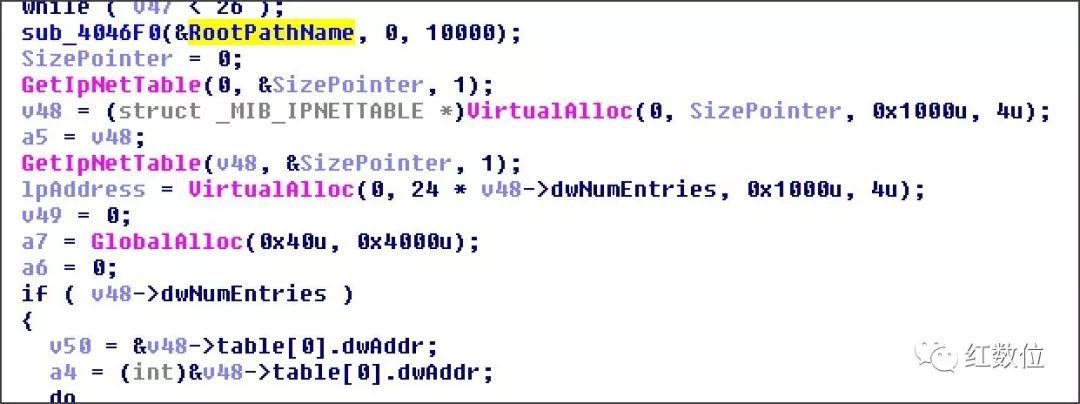 while ( v47 < 26 );
sub_4046F0(&RootPathName, 0, 10000);
SizePointer = 0;
GetIpNetTable(0, &SizePointer, 1);
v48 = (struct _MIB_IPNETTABLE *)VirtualAlloc(0, SizePointer, 0x1000u, 4u);
a5 = v48;
GetIpNetTable(v48, &SizePointer, 1);
lpAddress = VirtualAlloc(0, 24 * v48->dwNumEntries, 0x1000u, 4u);
v49 = 0;
a7 = GlobalAlloc(0x40u, 0x4000u);
a6 = 0;
if ( v48->dwNumEntries )
{
v50 = &v48->table[0].dwAddr;
a4 = (int)&v48->table[0].dwAddr;
do
红数位